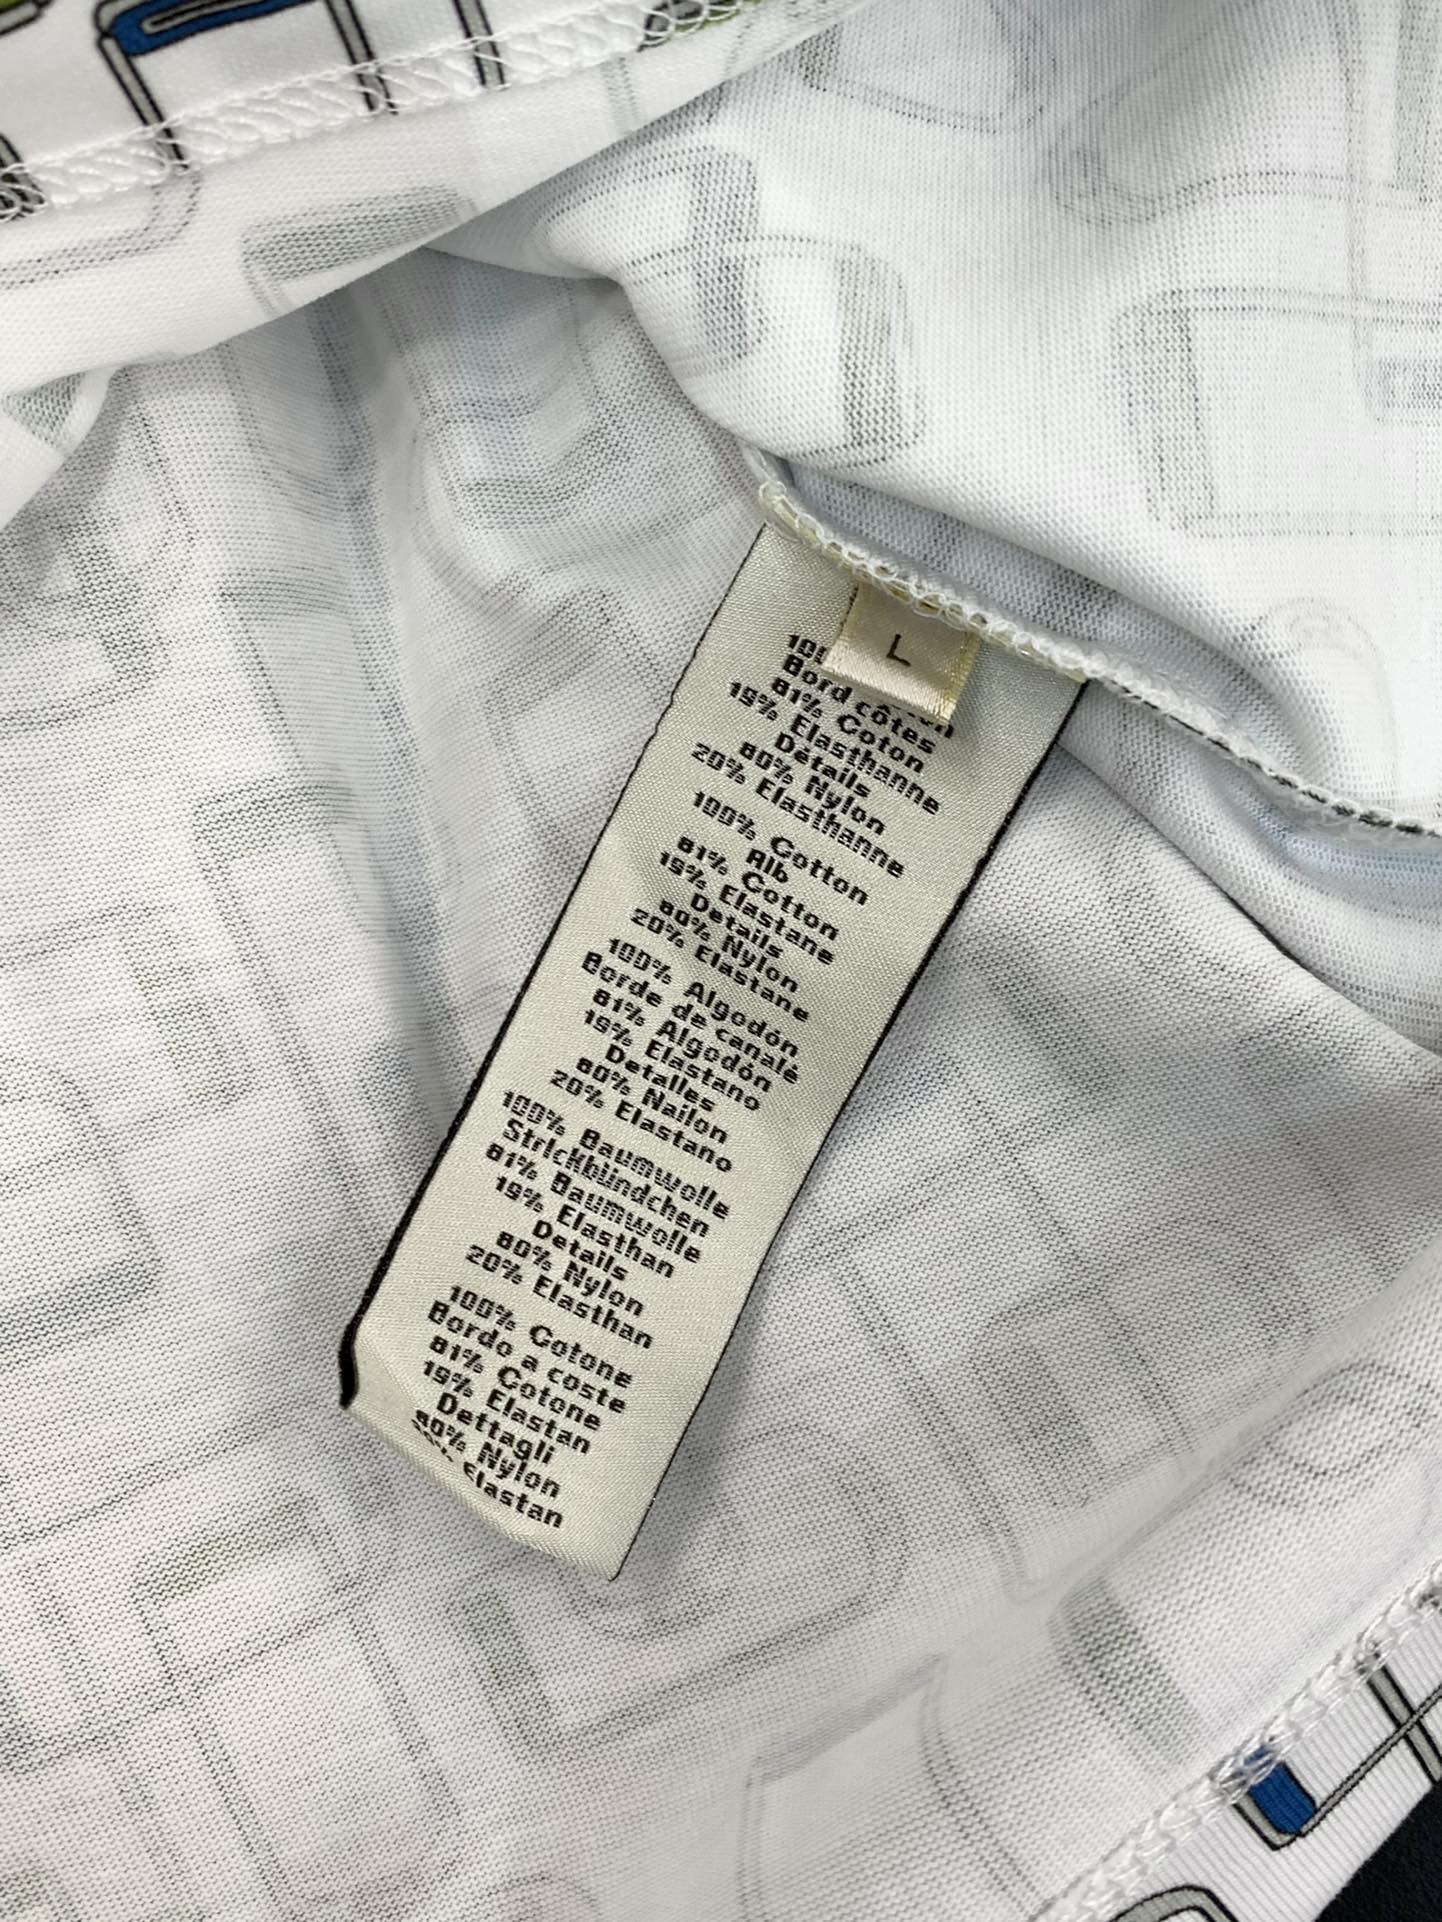 L
Bord côtes
81% Coton
19% Elasthanne
Détails
80% Nylon
20% Elasthanne
100% Cotton
Rib
81% Cotton
19% Elastane
Details
80% Nylon
20% Elastane
100% Algodón
Borde de canalé
81% Algodón
19% Elastano
Detalles
80% Nailon
20% Elastano
100% Baumwolle
Strickbündchen
81% Baumwolle
19% Elasthan
Details
80% Nylon
20% Elasthan
100% Cotone
Bordo a coste
81% Cotone
19% Elastan
Dettagli
80% Nylon
20% Elastan